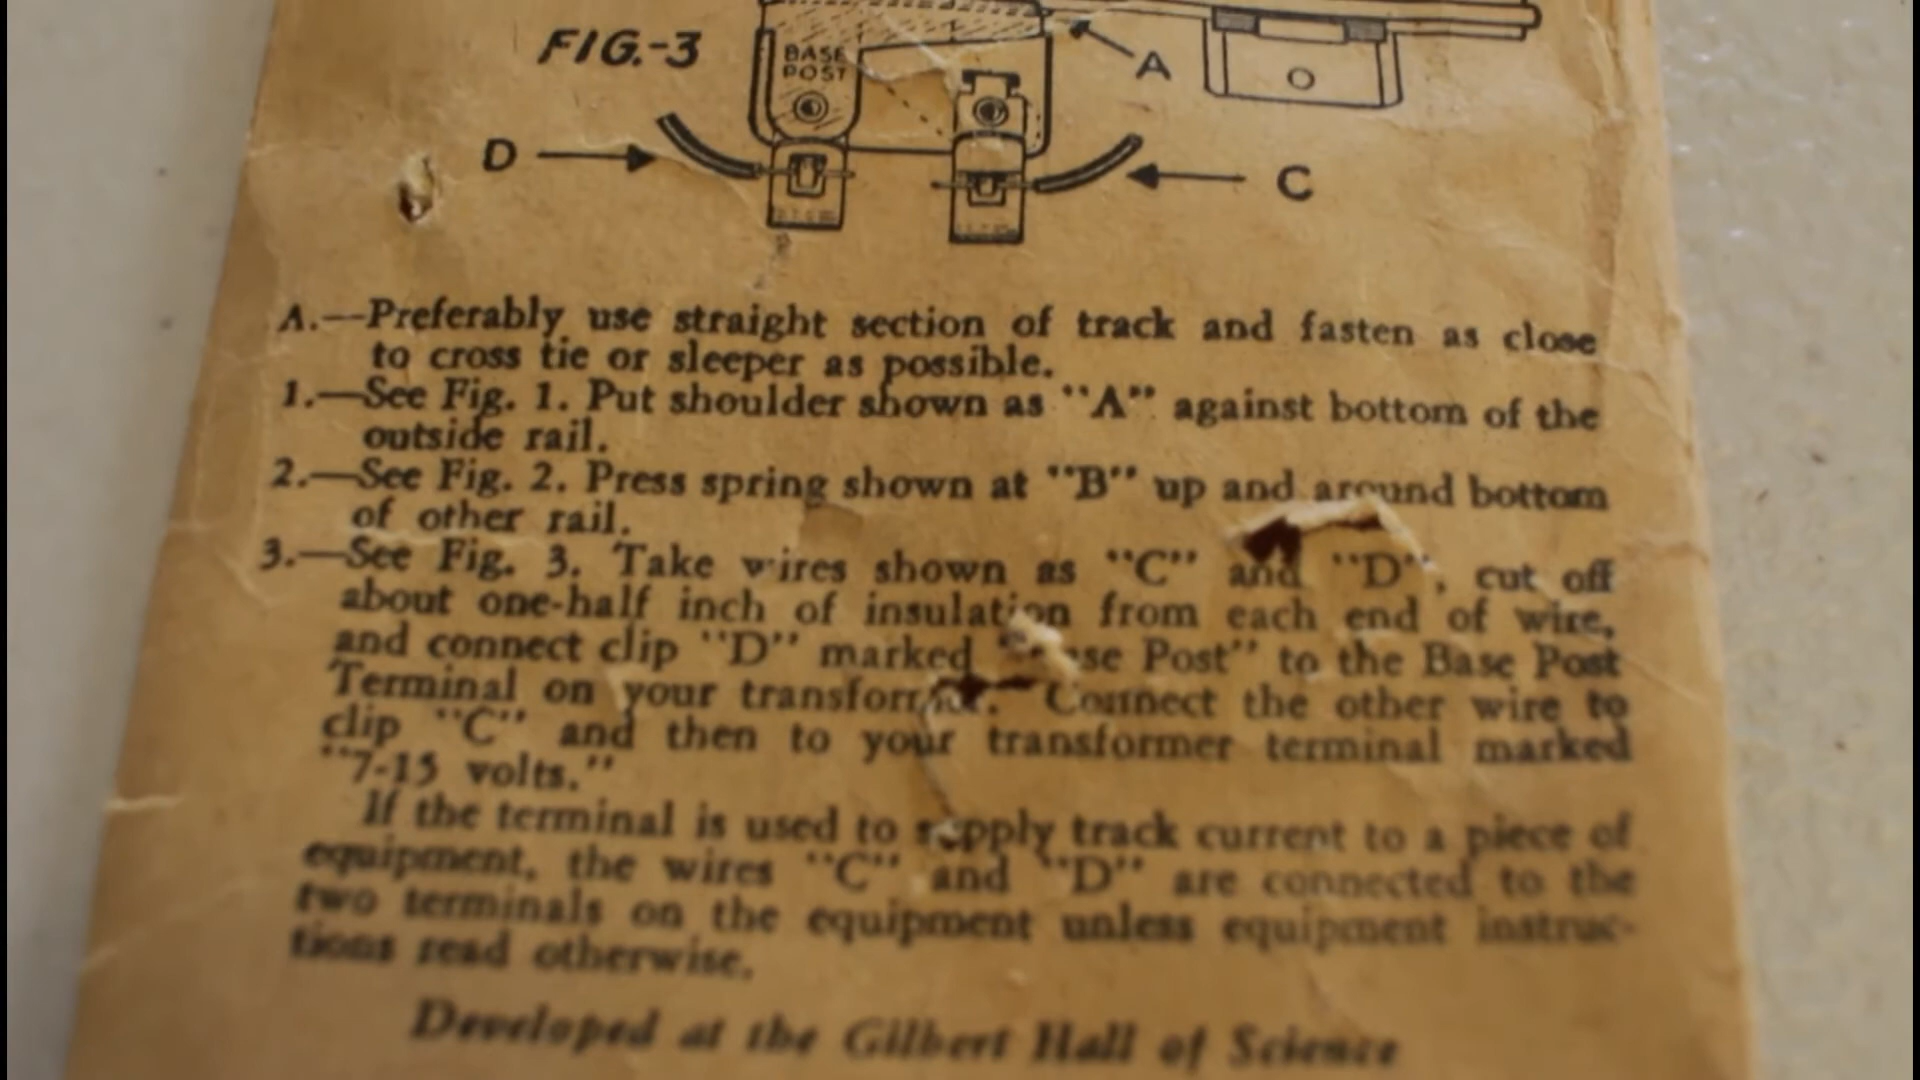 FIG.-3
BASE
POST
A
D
C
A.—Preferably use straight section of track and fasten as close
to cross tie or sleeper as possible.
1.—See Fig. 1. Put shoulder shown as "A" against bottom of the
outside rail.
2.—See Fig. 2. Press spring shown at "B" up and around bottom
of other rail.
3.—See Fig. 3. Take wires shown as "C" and "D", cut off
about one-half inch of insulation from each end of wire,
and connect clip "D" marked Post" to the Base Post
Terminal on your transformer. Connect the other wire to
clip "C" and then to your transformer terminal marked
"7-15 volts."
If the terminal is used to supply track current to a piece of
equipment, the wires "C" and "D" are connected to the
two terminals on the equipment unless equipment instruc-
tions read otherwise.
Developed at the Gilbert Hall of Science